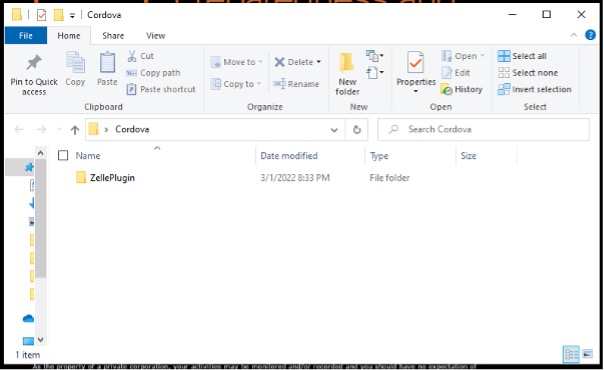 Preparedness and
Cordova
File Home Share View
Pin to Quick access
Copy
Paste
Cut
Copy path
Paste shortcut
Clipboard
Move to
Copy to
Delete
Rename
Organize
New folder
New
Properties
Open
Edit
History
Open
Select all
Select none
Invert selection
Select
Cordova
Search Cordova
Name Date modified Type Size
ZellePlugin 3/1/2022 8:33 PM File folder
1 item
As the property of a private corporation, your activities may be monitored and/or recorded and you should have no expectation of